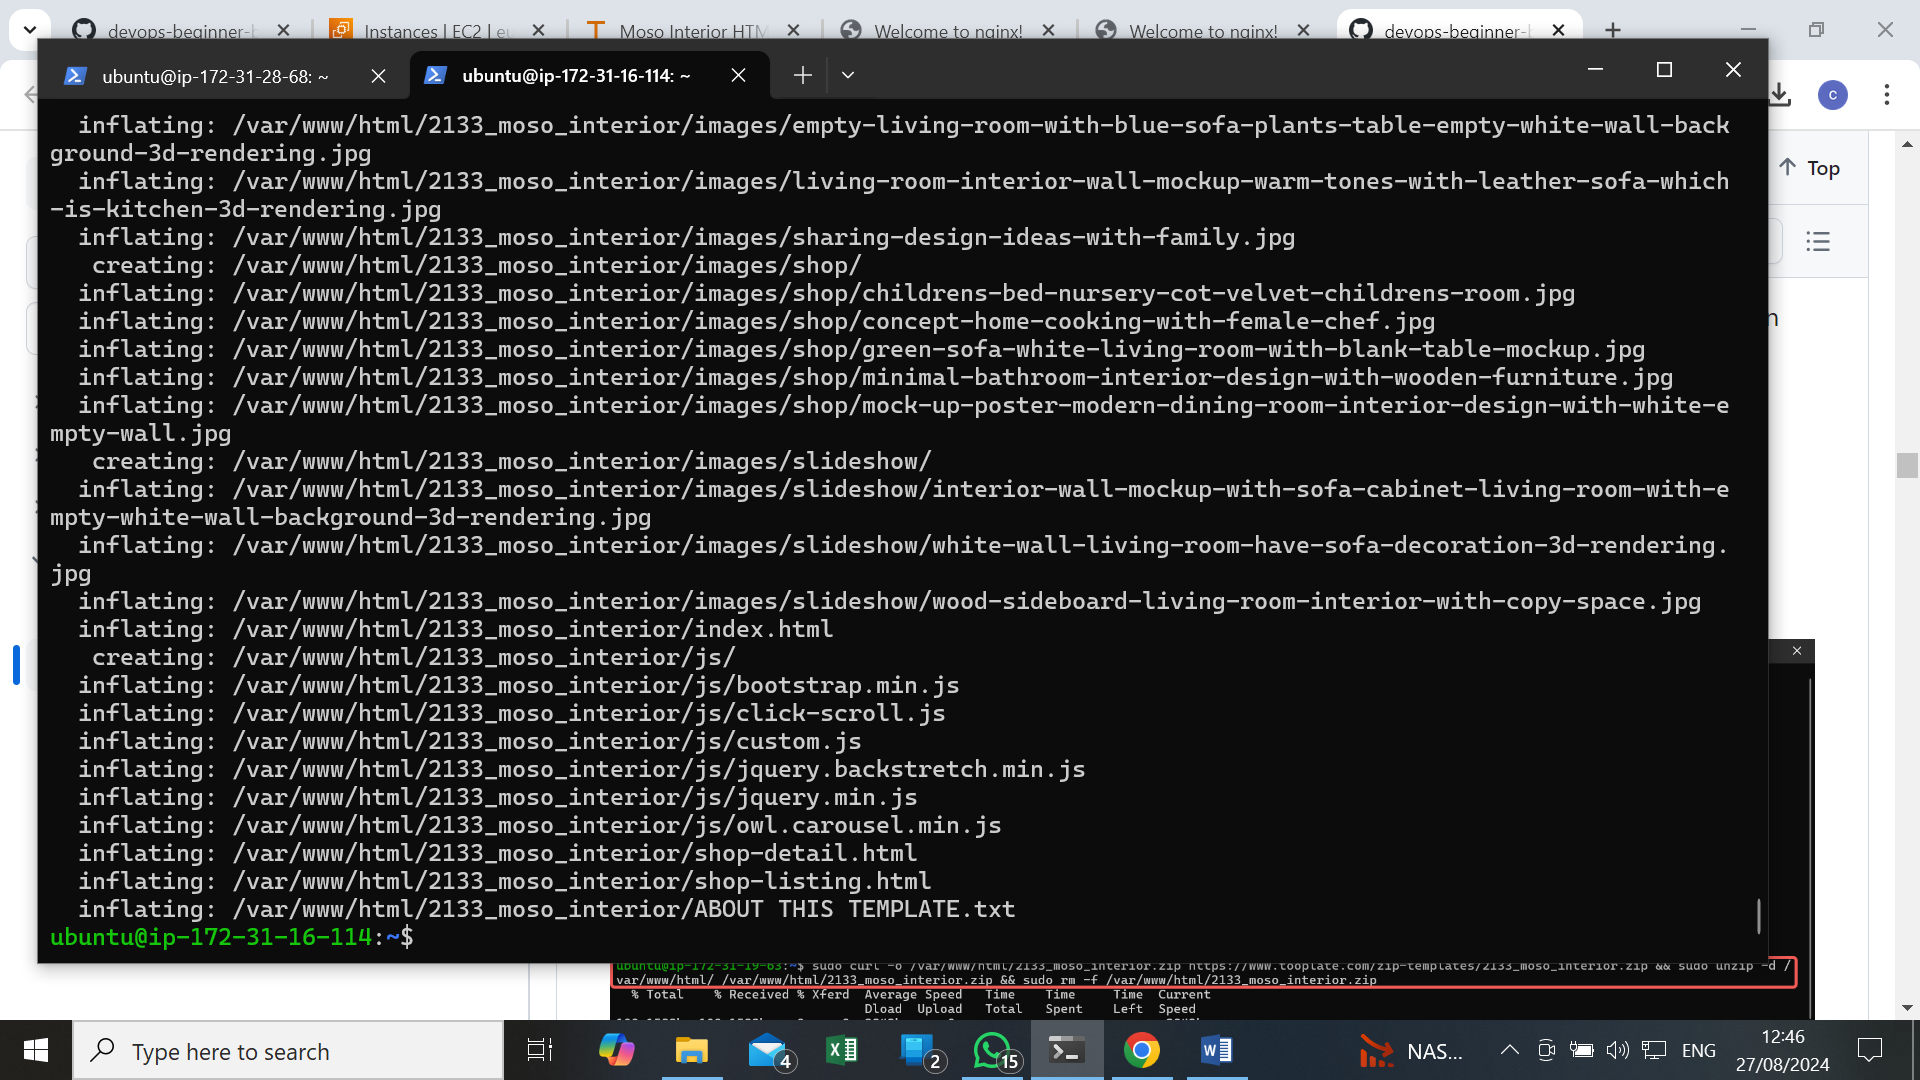 devops-beginner-b
Instances | EC2 | eu
Moso Interior HTM
Welcome to nginx!
Welcome to nginx!
devops-beginner-b
ubuntu@ip-172-31-28-68: ~
ubuntu@ip-172-31-16-114: ~
C
Top
n
inflating: /var/www/html/2133_moso_interior/images/empty-living-room-with-blue-sofa-plants-table-empty-white-wall-back
ground-3d-rendering.jpg
inflating: /var/www/html/2133_moso_interior/images/living-room-interior-wall-mockup-warm-tones-with-leather-sofa-which
-is-kitchen-3d-rendering.jpg
inflating: /var/www/html/2133_moso_interior/images/sharing-design-ideas-with-family.jpg
creating: /var/www/html/2133_moso_interior/images/shop/
inflating: /var/www/html/2133_moso_interior/images/shop/childrens-bed-nursery-cot-velvet-childrens-room.jpg
inflating: /var/www/html/2133_moso_interior/images/shop/concept-home-cooking-with-female-chef.jpg
inflating: /var/www/html/2133_moso_interior/images/shop/green-sofa-white-living-room-with-blank-table-mockup.jpg
inflating: /var/www/html/2133_moso_interior/images/shop/minimal-bathroom-interior-design-with-wooden-furniture.jpg
inflating: /var/www/html/2133_moso_interior/images/shop/mock-up-poster-modern-dining-room-interior-design-with-white-e
mpty-wall.jpg
creating: /var/www/html/2133_moso_interior/images/slideshow/
inflating: /var/www/html/2133_moso_interior/images/slideshow/interior-wall-mockup-with-sofa-cabinet-living-room-with-e
mpty-white-wall-background-3d-rendering.jpg
inflating: /var/www/html/2133_moso_interior/images/slideshow/white-wall-living-room-have-sofa-decoration-3d-rendering.
jpg
inflating: /var/www/html/2133_moso_interior/images/slideshow/wood-sideboard-living-room-interior-with-copy-space.jpg
inflating: /var/www/html/2133_moso_interior/index.html
creating: /var/www/html/2133_moso_interior/js/
inflating: /var/www/html/2133_moso_interior/js/bootstrap.min.js
inflating: /var/www/html/2133_moso_interior/js/click-scroll.js
inflating: /var/www/html/2133_moso_interior/js/custom.js
inflating: /var/www/html/2133_moso_interior/js/jquery.backstretch.min.js
inflating: /var/www/html/2133_moso_interior/js/jquery.min.js
inflating: /var/www/html/2133_moso_interior/js/owl.carousel.min.js
inflating: /var/www/html/2133_moso_interior/shop-detail.html
inflating: /var/www/html/2133_moso_interior/shop-listing.html
inflating: /var/www/html/2133_moso_interior/ABOUT THIS TEMPLATE.txt
ubuntu@ip-172-31-16-114:~$
ubuntu@ip-172-31-19-63:~$ sudo curl -o /var/www/html/2133_moso_interior.zip https://www.tooplate.com/zip-templates/2133_moso_interior.zip && sudo unzip -d /
var/www/html/ /var/www/html/2133_moso_interior.zip && sudo rm -f /var/www/html/2133_moso_interior.zip
% Total % Received % Xferd Average Speed Time Time Time Current
Dload Upload Total Spent Left Speed
Type here to search
4
2
15
NAS...
ENG
12:46
27/08/2024